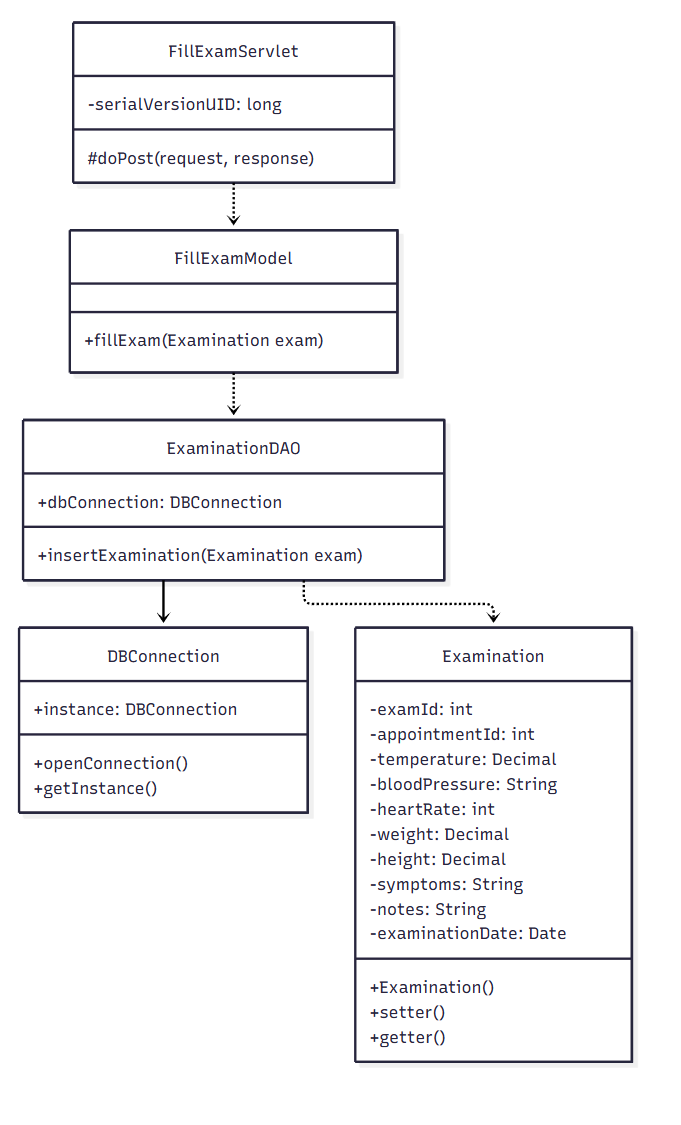 FillExamServlet
-serialVersionUID: long
#doPost(request, response)
FillExamModel
+fillExam(Examination exam)
ExaminationDAO
+dbConnection: DBConnection
+insertExamination(Examination exam)
DBConnection
+instance: DBConnection
+openConnection()
+getInstance()
Examination
-examId: int
-appointmentId: int
-temperature: Decimal
-bloodPressure: String
-heartRate: int
-weight: Decimal
-height: Decimal
-symptoms: String
-notes: String
-examinationDate: Date
+Examination()
+setter()
+getter()